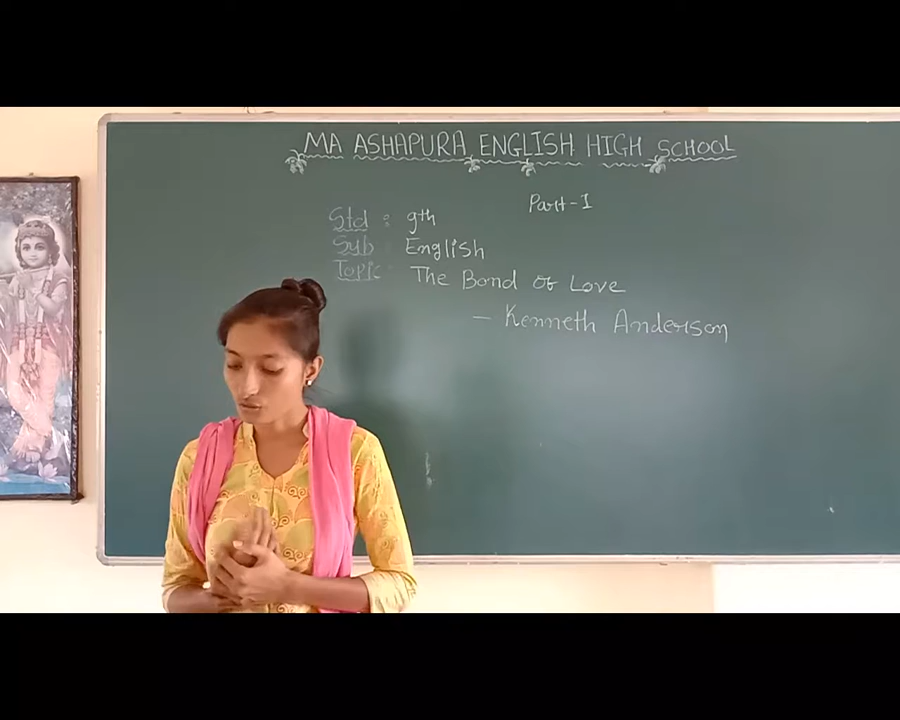 MA ASHAPURA ENGLISH HIGH SCHOOL
Part-1
Std : 9th
Sub : English
Topic : The Bond of Love
- Kenneth Anderson